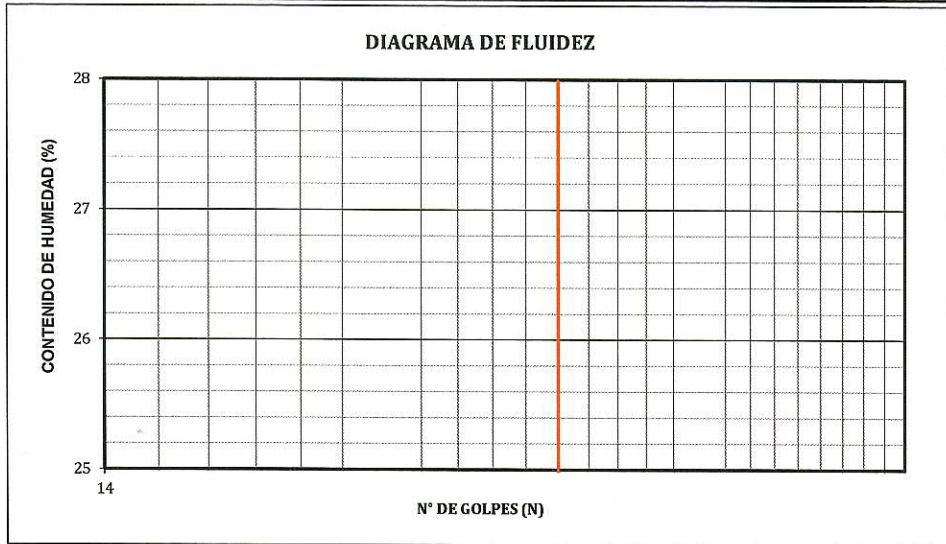 DIAGRAMA DE FLUIDEZ
CONTENIDO DE HUMEDAD (%)
28
27
26
25
14
N° DE GOLPES (N)